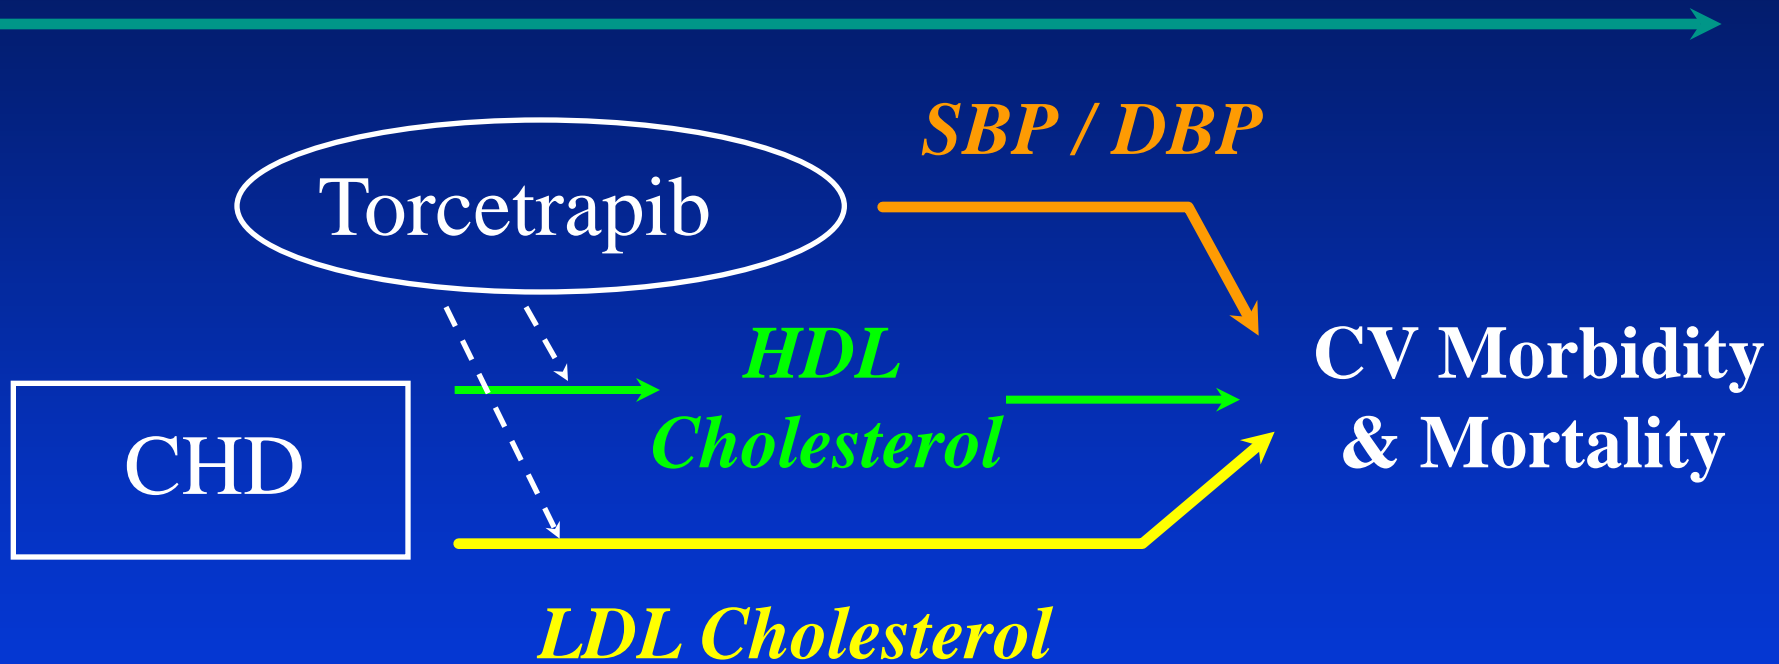 SBP / DBP
Torcetrapib
HDL
Cholesterol
CV Morbidity
& Mortality
CHD
LDL Cholesterol